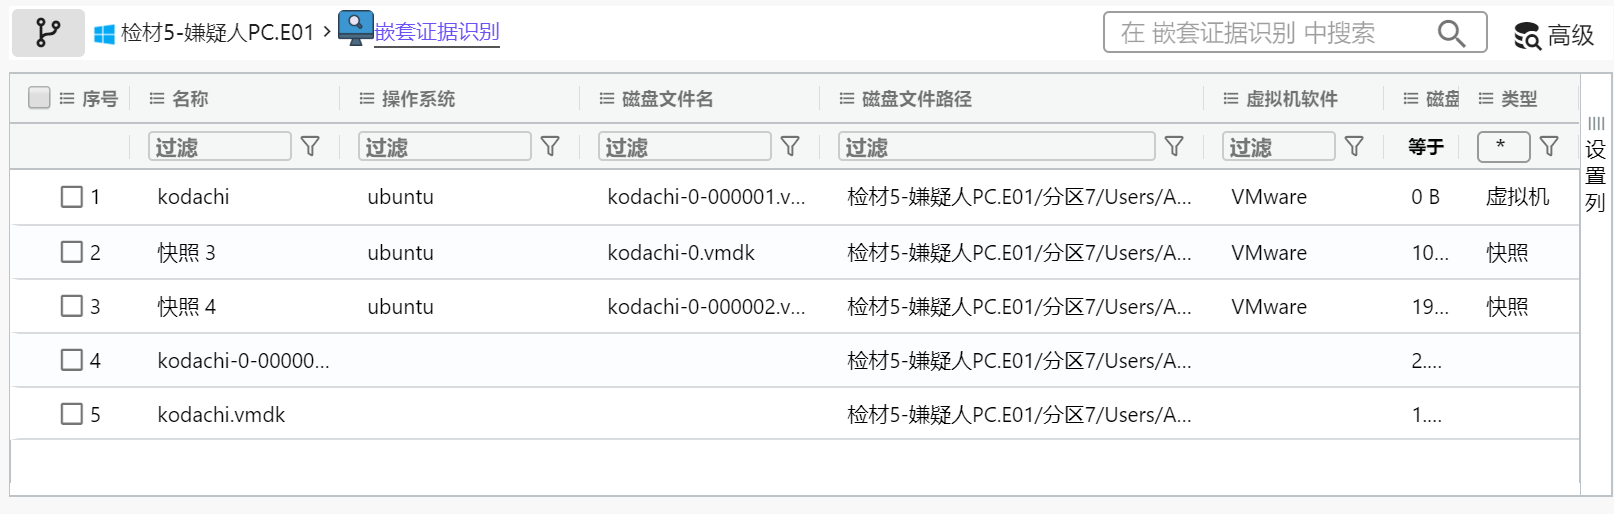 检材5-嫌疑人PC.E01 > 嵌套证据识别 在 嵌套证据识别 中搜索 高级
序号 名称 操作系统 磁盘文件名 磁盘文件路径 虚拟机软件 磁盘 类型
过滤 过滤 过滤 过滤 过滤 等于 *
1 kodachi ubuntu kodachi-0-000001.v... 检材5-嫌疑人PC.E01/分区7/Users/A... VMware 0 B 虚拟机
2 快照 3 ubuntu kodachi-0.vmdk 检材5-嫌疑人PC.E01/分区7/Users/A... VMware 10... 快照
3 快照 4 ubuntu kodachi-0-000002.v... 检材5-嫌疑人PC.E01/分区7/Users/A... VMware 19... 快照
4 kodachi-0-00000... 检材5-嫌疑人PC.E01/分区7/Users/A... 2....
5 kodachi.vmdk 检材5-嫌疑人PC.E01/分区7/Users/A... 1....
设置列